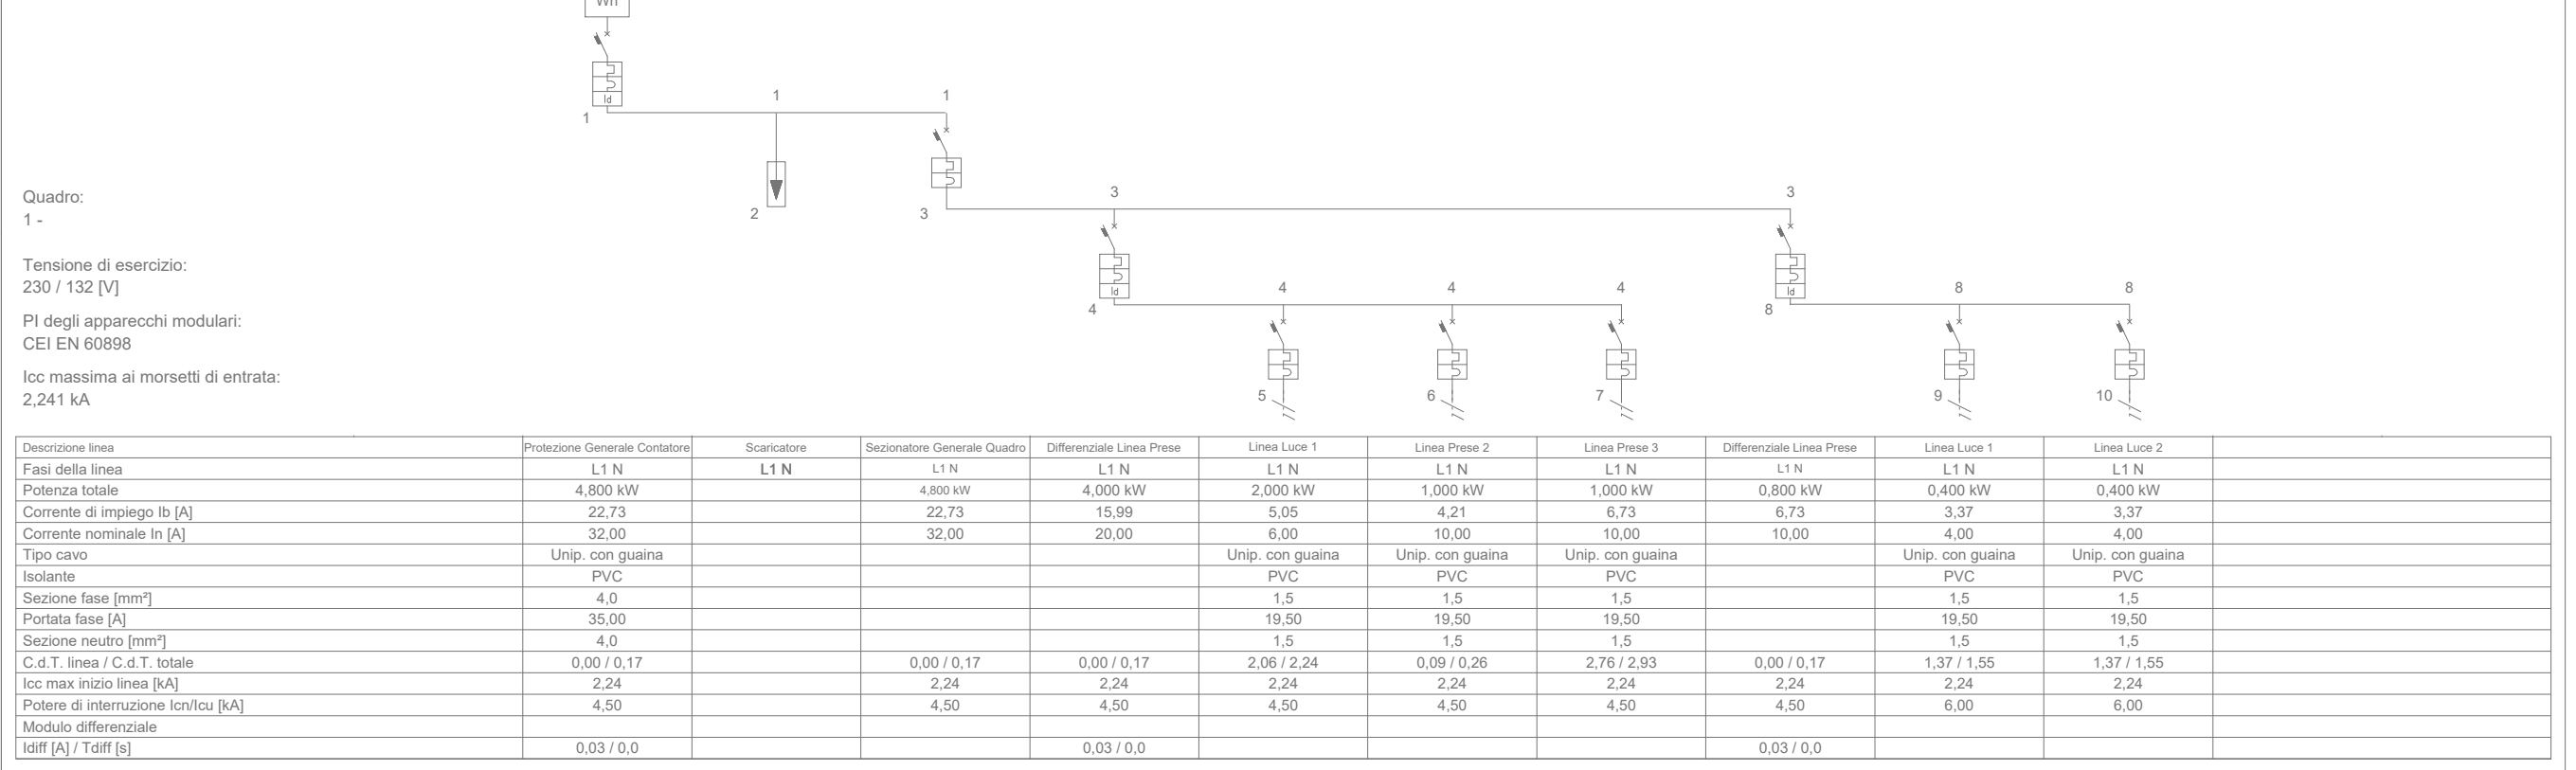 Wh
Id
1
1
1
2
3
3
3
Id
Id
4
8
4
4
4
8
8
5
6
7
9
10
Quadro:
1 -
Tensione di esercizio:
230 / 132 [V]
PI degli apparecchi modulari:
CEI EN 60898
Icc massima ai morsetti di entrata:
2,241 kA
Descrizione linea Protezione Generale Contatore Scaricatore Sezionatore Generale Quadro Differenziale Linea Prese Linea Luce 1 Linea Prese 2 Linea Prese 3 Differenziale Linea Prese Linea Luce 1 Linea Luce 2
Fasi della linea L1 N L1 N L1 N L1 N L1 N L1 N L1 N L1 N L1 N L1 N
Potenza totale 4,800 kW 4,800 kW 4,000 kW 2,000 kW 1,000 kW 1,000 kW 0,800 kW 0,400 kW 0,400 kW
Corrente di impiego Ib [A] 22,73 22,73 15,99 5,05 4,21 6,73 6,73 3,37 3,37
Corrente nominale In [A] 32,00 32,00 20,00 6,00 10,00 10,00 10,00 4,00 4,00
Tipo cavo Unip. con guaina Unip. con guaina Unip. con guaina Unip. con guaina Unip. con guaina Unip. con guaina
Isolante PVC PVC PVC PVC PVC PVC
Sezione fase [mm²] 4,0 1,5 1,5 1,5 1,5 1,5
Portata fase [A] 35,00 19,50 19,50 19,50 19,50 19,50
Sezione neutro [mm²] 4,0 1,5 1,5 1,5 1,5 1,5
C.d.T. linea / C.d.T. totale 0,00 / 0,17 0,00 / 0,17 0,00 / 0,17 2,06 / 2,24 0,09 / 0,26 2,76 / 2,93 0,00 / 0,17 1,37 / 1,55 1,37 / 1,55
Icc max inizio linea [kA] 2,24 2,24 2,24 2,24 2,24 2,24 2,24 2,24 2,24
Potere di interruzione Icn/Icu [kA] 4,50 4,50 4,50 4,50 4,50 4,50 4,50 6,00 6,00
Modulo differenziale
Idiff [A] / Tdiff [s] 0,03 / 0,0 0,03 / 0,0 0,03 / 0,0